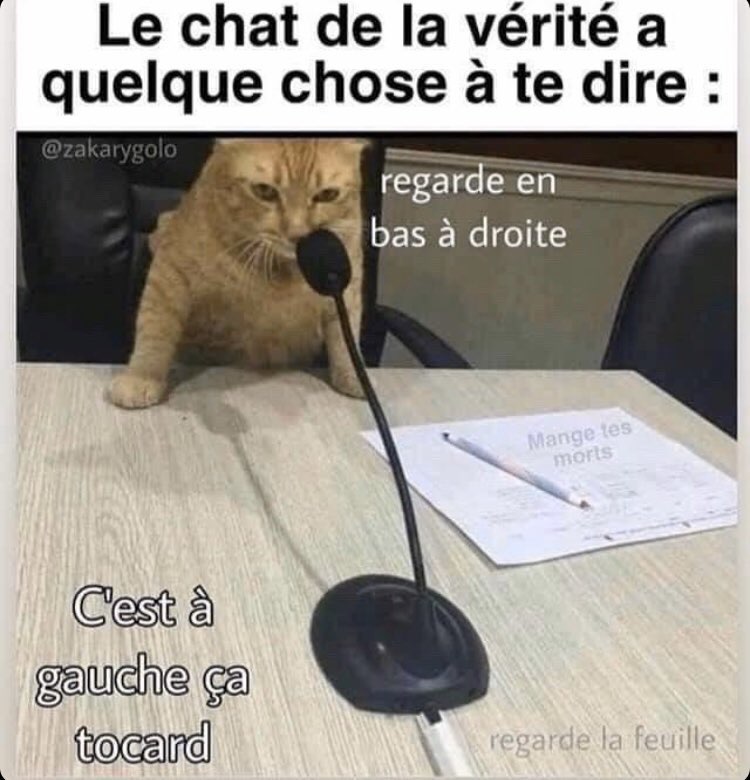 Le chat de la vérité a
quelque chose à te dire :
@zakarygolo
regarde en
bas à droite
Mange tes
morts
C'est à
gauche ça
tocard
regarde la feuille